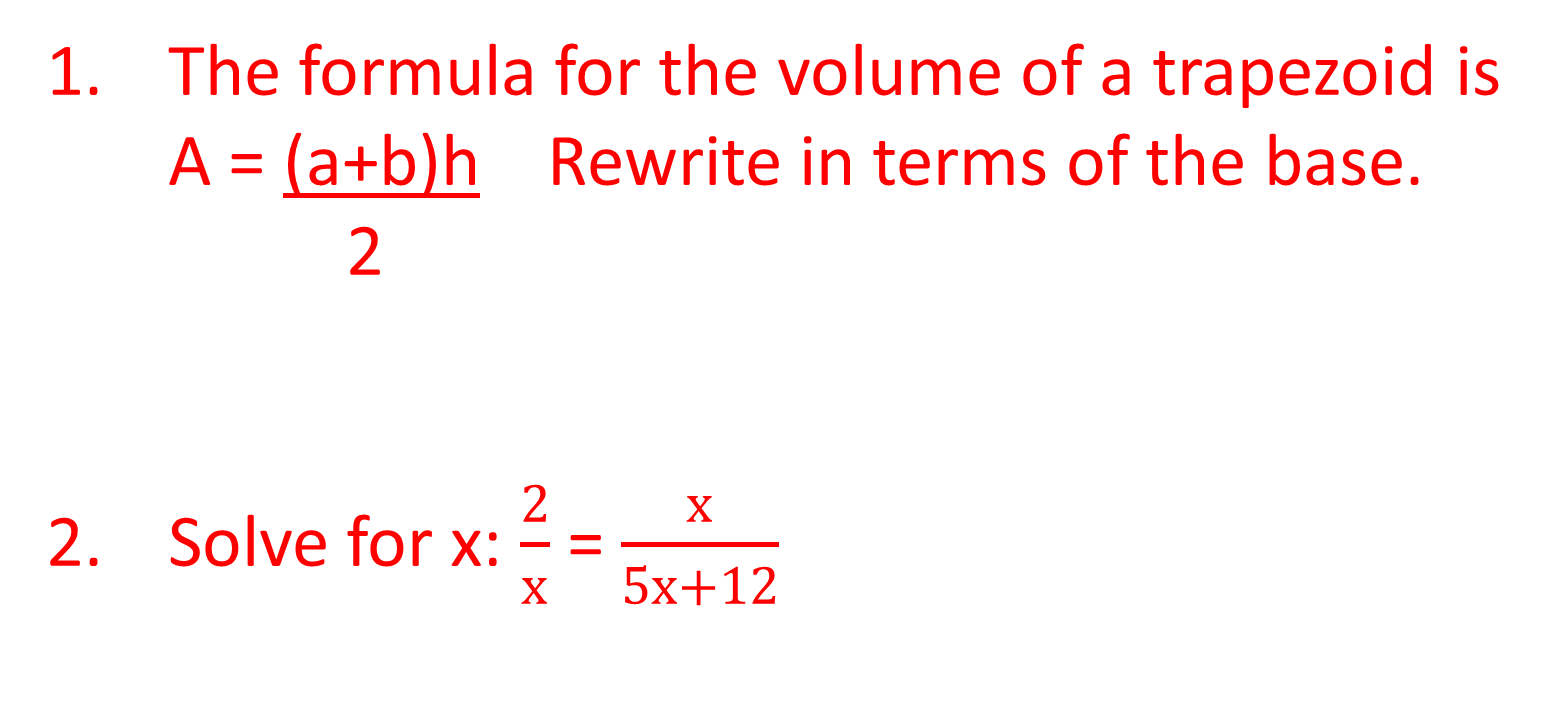 1. The formula for the volume of a trapezoid is
A = (a+b)h Rewrite in terms of the base.
2
2. Solve for x: 2/x = x/5x+12